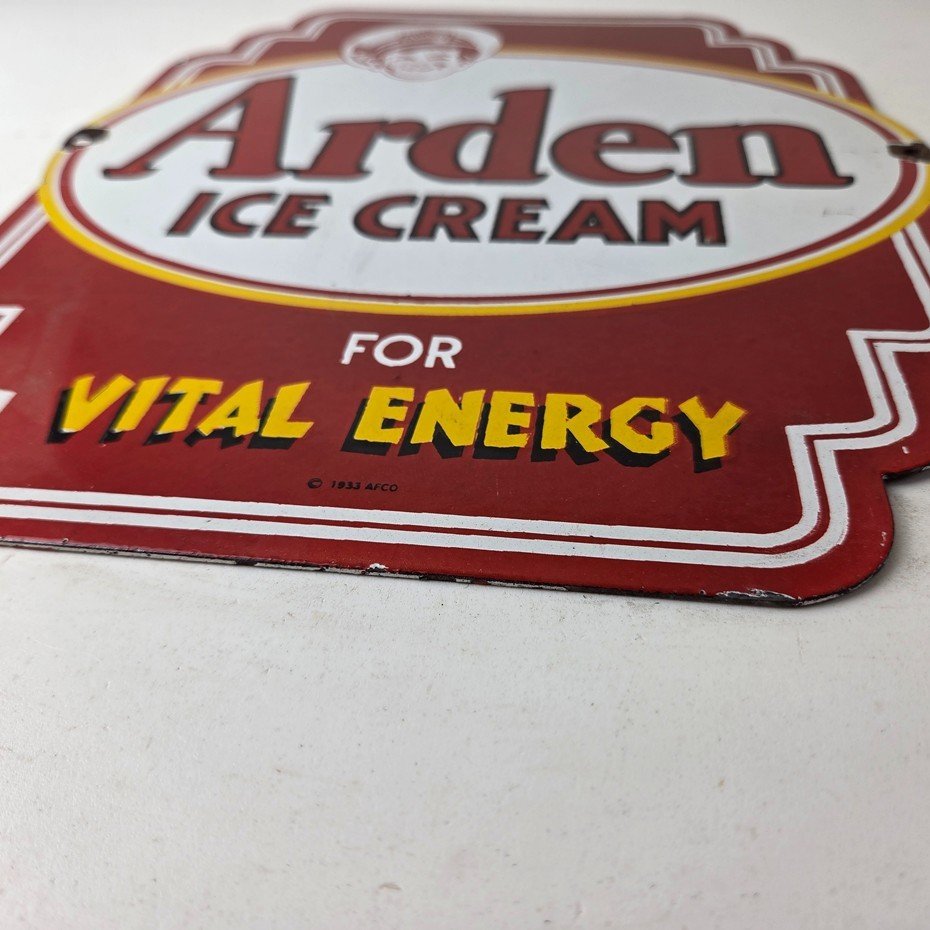 Arden
ICE CREAM
FOR
VITAL ENERGY
© 1933 AFCO